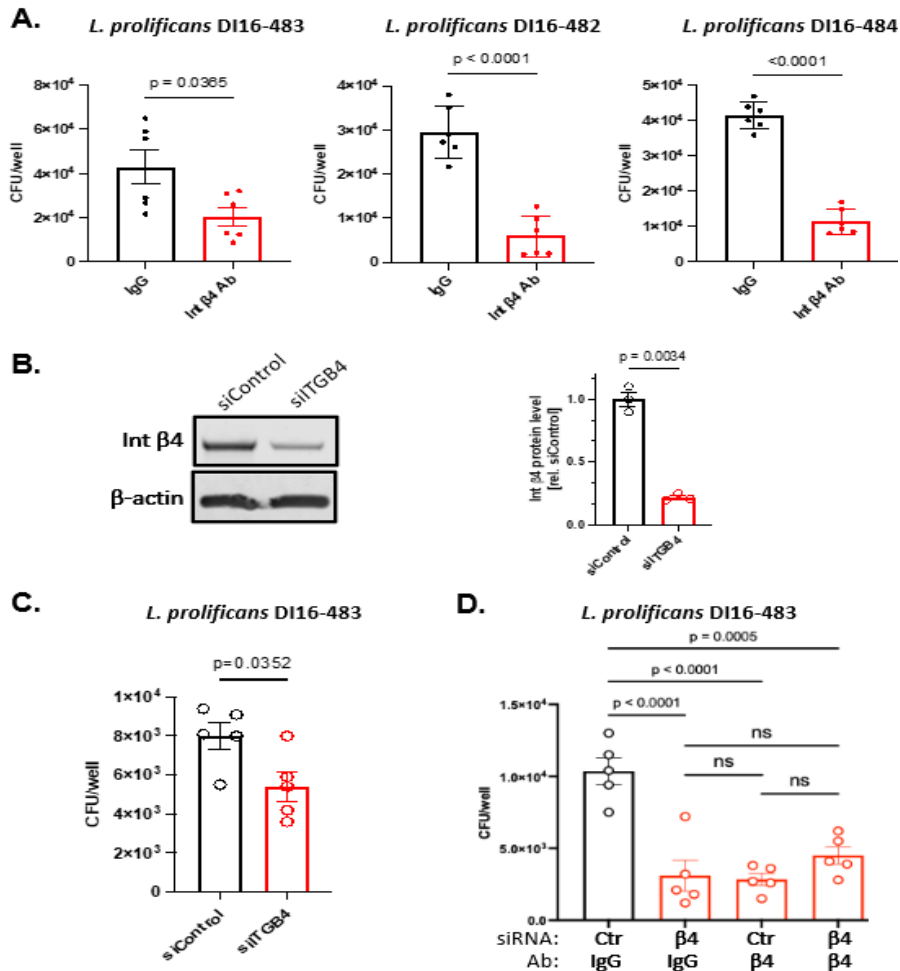 A.
L. prolificans DI16-483
L. prolificans DI16-482
L. prolificans DI16-484
p = 0.0365
p < 0.0001
<0.0001
CFU/well
8×10⁴
6×10⁴
4×10⁴
2×10⁴
0
IgG
Int β4 Ab
CFU/well
4×10⁴
3×10⁴
2×10⁴
1×10⁴
0
IgG
Int β4 Ab
CFU/well
5×10⁴
4×10⁴
3×10⁴
2×10⁴
1×10⁴
0
IgG
Int β4 Ab
B.
siControl
siITGB4
Int β4
β-actin
p = 0.0034
Int β4 protein level
[rel. siControl]
1.0
0.5
0.0
siControl
siITGB4
C.
L. prolificans DI16-483
p=0.0352
CFU/well
1×10⁴
8×10³
6×10³
4×10³
2×10³
0
siControl
siITGB4
D.
L. prolificans DI16-483
p = 0.0005
p < 0.0001
p < 0.0001
ns
ns
ns
CFU/well
1.5×10⁴
1.0×10⁴
5.0×10³
0.0
siRNA: Ctr β4 Ctr β4
Ab: IgG IgG β4 β4